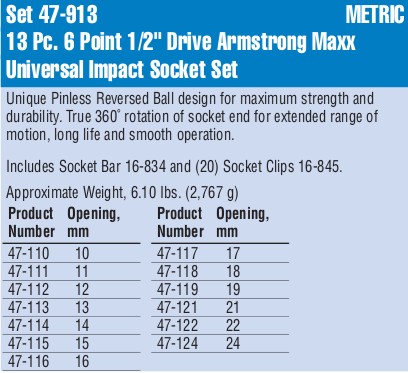 Set 47-913 METRIC
13 Pc. 6 Point 1/2" Drive Armstrong Maxx
Universal Impact Socket Set
Unique Pinless Reversed Ball design for maximum strength and
durability. True 360° rotation of socket end for extended range of
motion, long life and smooth operation.
Includes Socket Bar 16-834 and (20) Socket Clips 16-845.
Approximate Weight, 6.10 lbs. (2,767 g)
Product Opening, Product Opening,
Number mm Number mm
47-110 10 47-117 17
47-111 11 47-118 18
47-112 12 47-119 19
47-113 13 47-121 21
47-114 14 47-122 22
47-115 15 47-124 24
47-116 16